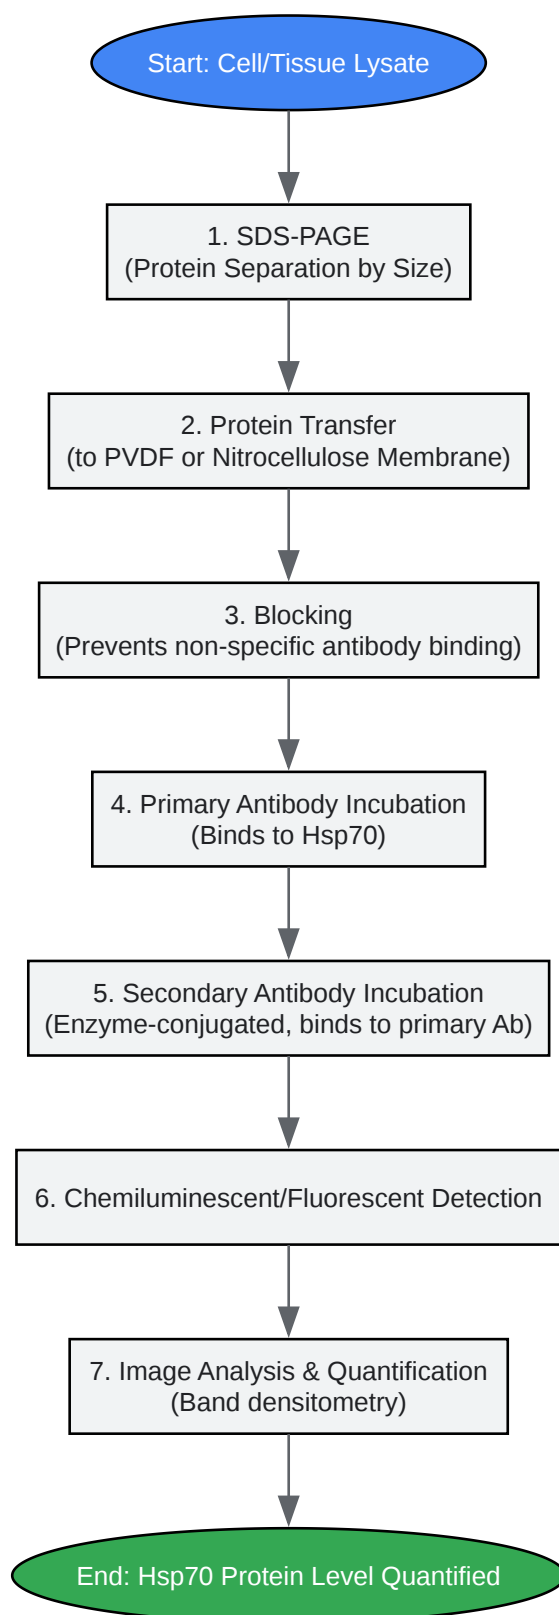 Start: Cell/Tissue Lysate
1. SDS-PAGE
(Protein Separation by Size)
2. Protein Transfer
(to PVDF or Nitrocellulose Membrane)
3. Blocking
(Prevents non-specific antibody binding)
4. Primary Antibody Incubation
(Binds to Hsp70)
5. Secondary Antibody Incubation
(Enzyme-conjugated, binds to primary Ab)
6. Chemiluminescent/Fluorescent Detection
7. Image Analysis & Quantification
(Band densitometry)
End: Hsp70 Protein Level Quantified